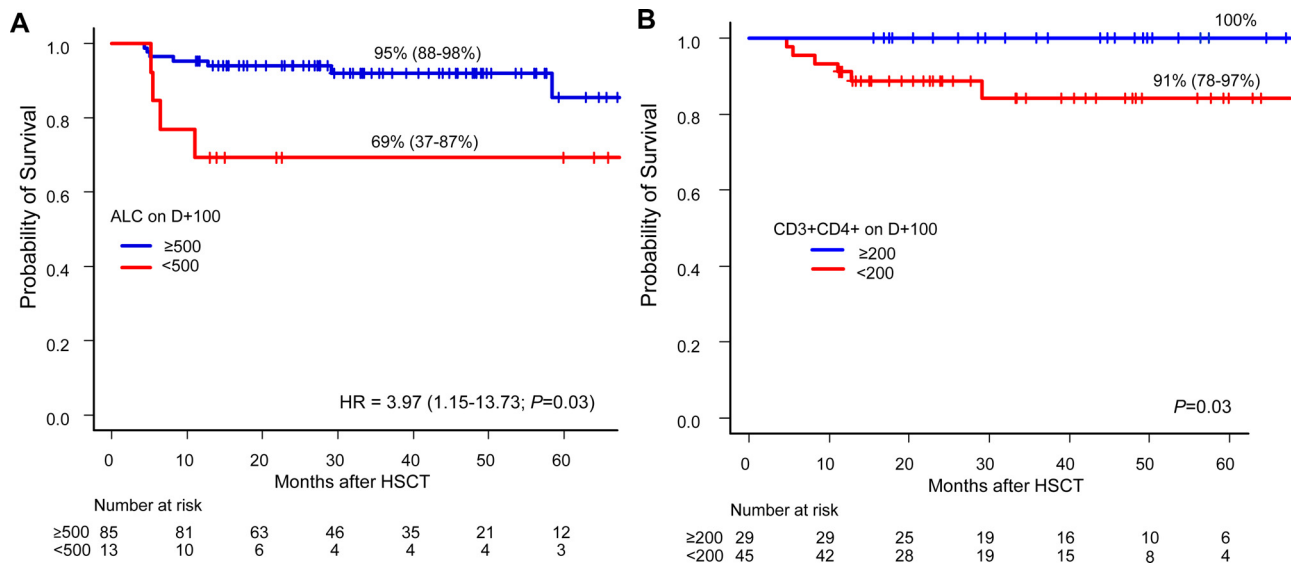 A
Probability of Survival
1.0
0.8
0.6
0.4
0.2
0.0
95% (88-98%)
69% (37-87%)
ALC on D+100
≥500
<500
HR = 3.97 (1.15-13.73; P=0.03)
0 10 20 30 40 50 60
Months after HSCT
Number at risk
≥500 85 81 63 46 35 21 12
<500 13 10 6 4 4 4 3
B
Probability of Survival
1.0
0.8
0.6
0.4
0.2
0.0
100%
91% (78-97%)
CD3+CD4+ on D+100
≥200
<200
P=0.03
0 10 20 30 40 50 60
Months after HSCT
Number at risk
≥200 29 29 25 19 16 10 6
<200 45 42 28 19 15 8 4